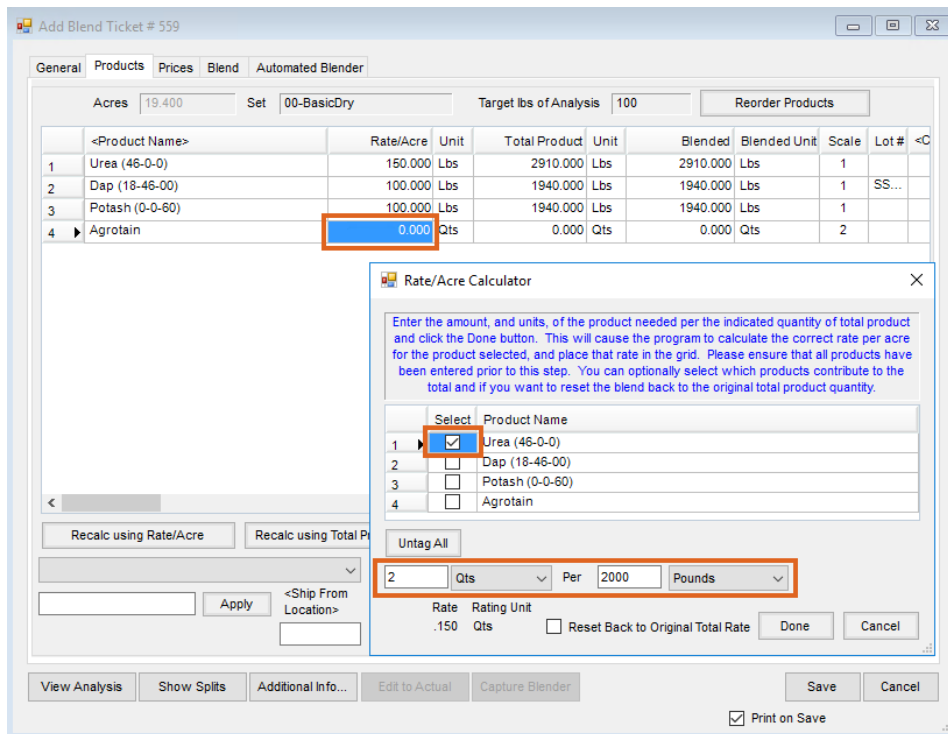 Add Blend Ticket # 559
General Products Prices Blend Automated Blender
Acres 19.400 Set 00-BasicDry Target lbs of Analysis 100 Reorder Products
<Product Name> Rate/Acre Unit Total Product Unit Blended Blended Unit Scale Lot # <C
1 Urea (46-0-0) 150.000 Lbs 2910.000 Lbs 2910.000 Lbs 1
2 Dap (18-46-00) 100.000 Lbs 1940.000 Lbs 1940.000 Lbs 1 SS...
3 Potash (0-0-60) 100.000 Lbs 1940.000 Lbs 1940.000 Lbs 1
4 Agrotain 0.000 Qts 0.000 Qts 0.000 Qts 2
Rate/Acre Calculator
Enter the amount, and units, of the product needed per the indicated quantity of total product
and click the Done button. This will cause the program to calculate the correct rate per acre
for the product selected, and place that rate in the grid. Please ensure that all products have
been entered prior to this step. You can optionally select which products contribute to the
total and if you want to reset the blend back to the original total product quantity.
Select Product Name
1 Urea (46-0-0)
2 Dap (18-46-00)
3 Potash (0-0-60)
4 Agrotain
Untag All
2 Qts Per 2000 Pounds
Rate Rating Unit
.150 Qts Reset Back to Original Total Rate Done Cancel
Recalc using Rate/Acre Recalc using Total P
Apply <Ship From
Location>
View Analysis Show Splits Additional Info... Edit to Actual Capture Blender Save Cancel
Print on Save